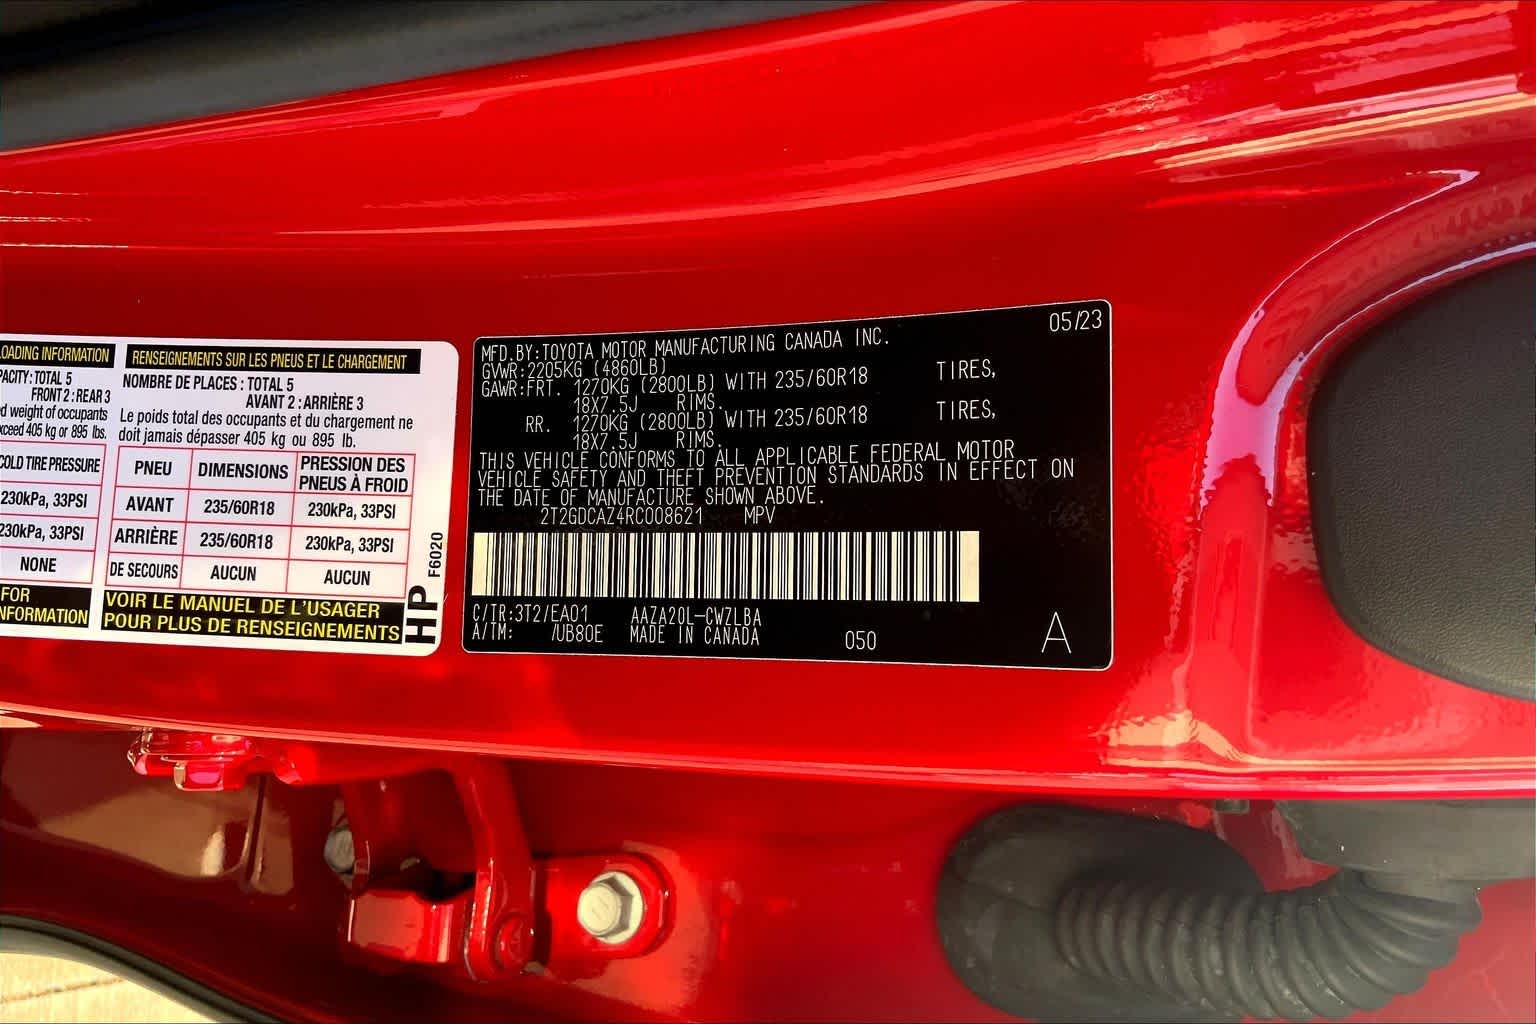 LOADING INFORMATION
PACITY: TOTAL 5
FRONT 2 : REAR 3
d weight of occupants
xceed 405 kg or 895 lbs.
COLD TIRE PRESSURE
230kPa, 33PSI
230kPa, 33PSI
NONE
FOR
NFORMATION
RENSEIGNEMENTS SUR LES PNEUS ET LE CHARGEMENT
NOMBRE DE PLACES : TOTAL 5
AVANT 2 : ARRIÈRE 3
Le poids total des occupants et du chargement ne
doit jamais dépasser 405 kg ou 895 lb.
PNEU DIMENSIONS PRESSION DES PNEUS À FROID
AVANT 235/60R18 230kPa, 33PSI
ARRIÈRE 235/60R18 230kPa, 33PSI
DE SECOURS AUCUN AUCUN
VOIR LE MANUEL DE L'USAGER
POUR PLUS DE RENSEIGNEMENTS
HP
F6020
05/23
MFD.BY:TOYOTA MOTOR MANUFACTURING CANADA INC.
GVWR:2205KG (4860LB)
GAWR:FRT. 1270KG (2800LB) WITH 235/60R18 TIRES,
18X7.5J RIMS.
RR. 1270KG (2800LB) WITH 235/60R18 TIRES,
18X7.5J RIMS.
THIS VEHICLE CONFORMS TO ALL APPLICABLE FEDERAL MOTOR
VEHICLE SAFETY AND THEFT PREVENTION STANDARDS IN EFFECT ON
THE DATE OF MANUFACTURE SHOWN ABOVE.
2T2GDCAZ4RC008621 MPV
C/TR:3T2/EA01 AAZA20L-CWZLBA
A/TM: /UB80E MADE IN CANADA 050 A